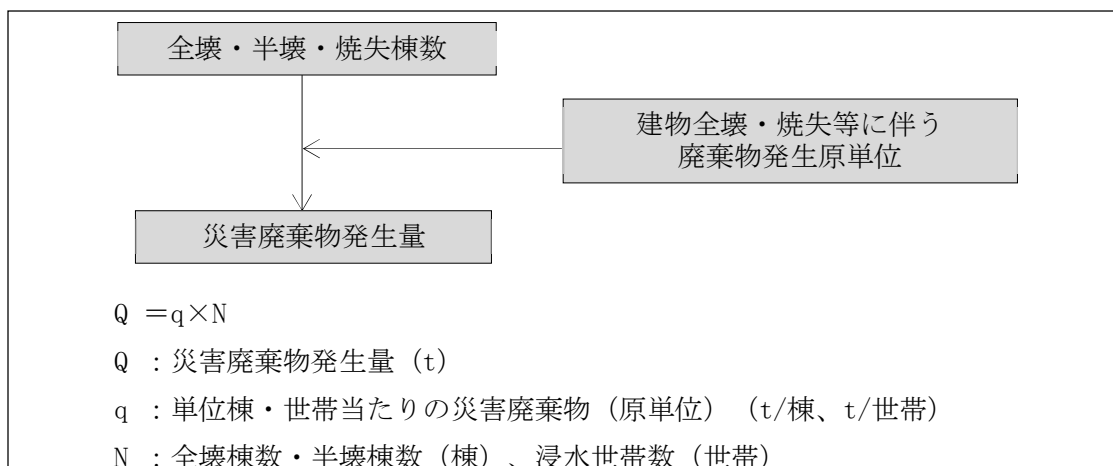 全壊・半壊・焼失棟数
建物全壊・焼失等に伴う
廃棄物発生原単位
災害廃棄物発生量
Q ＝q×N
Q ：災害廃棄物発生量（t）
q ：単位棟・世帯当たりの災害廃棄物（原単位）（t/棟、t/世帯）
N ：全壊棟数・半壊棟数（棟）、浸水世帯数（世帯）